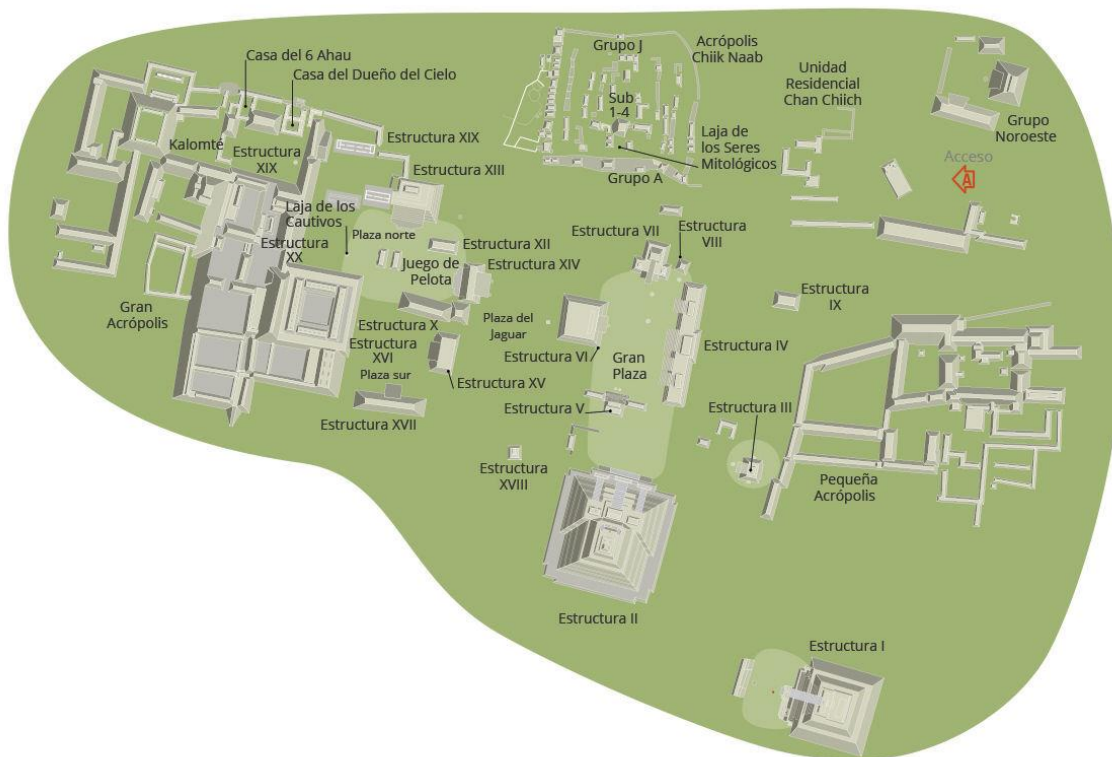 Casa del 6 Ahau
Casa del Dueño del Cielo
Kalomté
Estructura
XIX
Estructura XIX
Estructura XIII
Laja de los
Cautivos
Estructura
XX
Plaza norte
Estructura XII
Juego de
Pelota
Estructura XIV
Gran
Acrópolis
Estructura X
Estructura
XVI
Plaza sur
Estructura XV
Estructura XVII
Grupo J
Acrópolis
Chiik Naab
Sub
1-4
Laja de
los Seres
Mitológicos
Grupo A
Unidad
Residencial
Chan Chiich
Grupo
Noroeste
Acceso
A
Estructura VII
Estructura
VIII
Plaza del
Jaguar
Estructura VI
Gran
Plaza
Estructura IV
Estructura
IX
Estructura V
Estructura III
Estructura
XVIII
Pequeña
Acrópolis
Estructura II
Estructura I